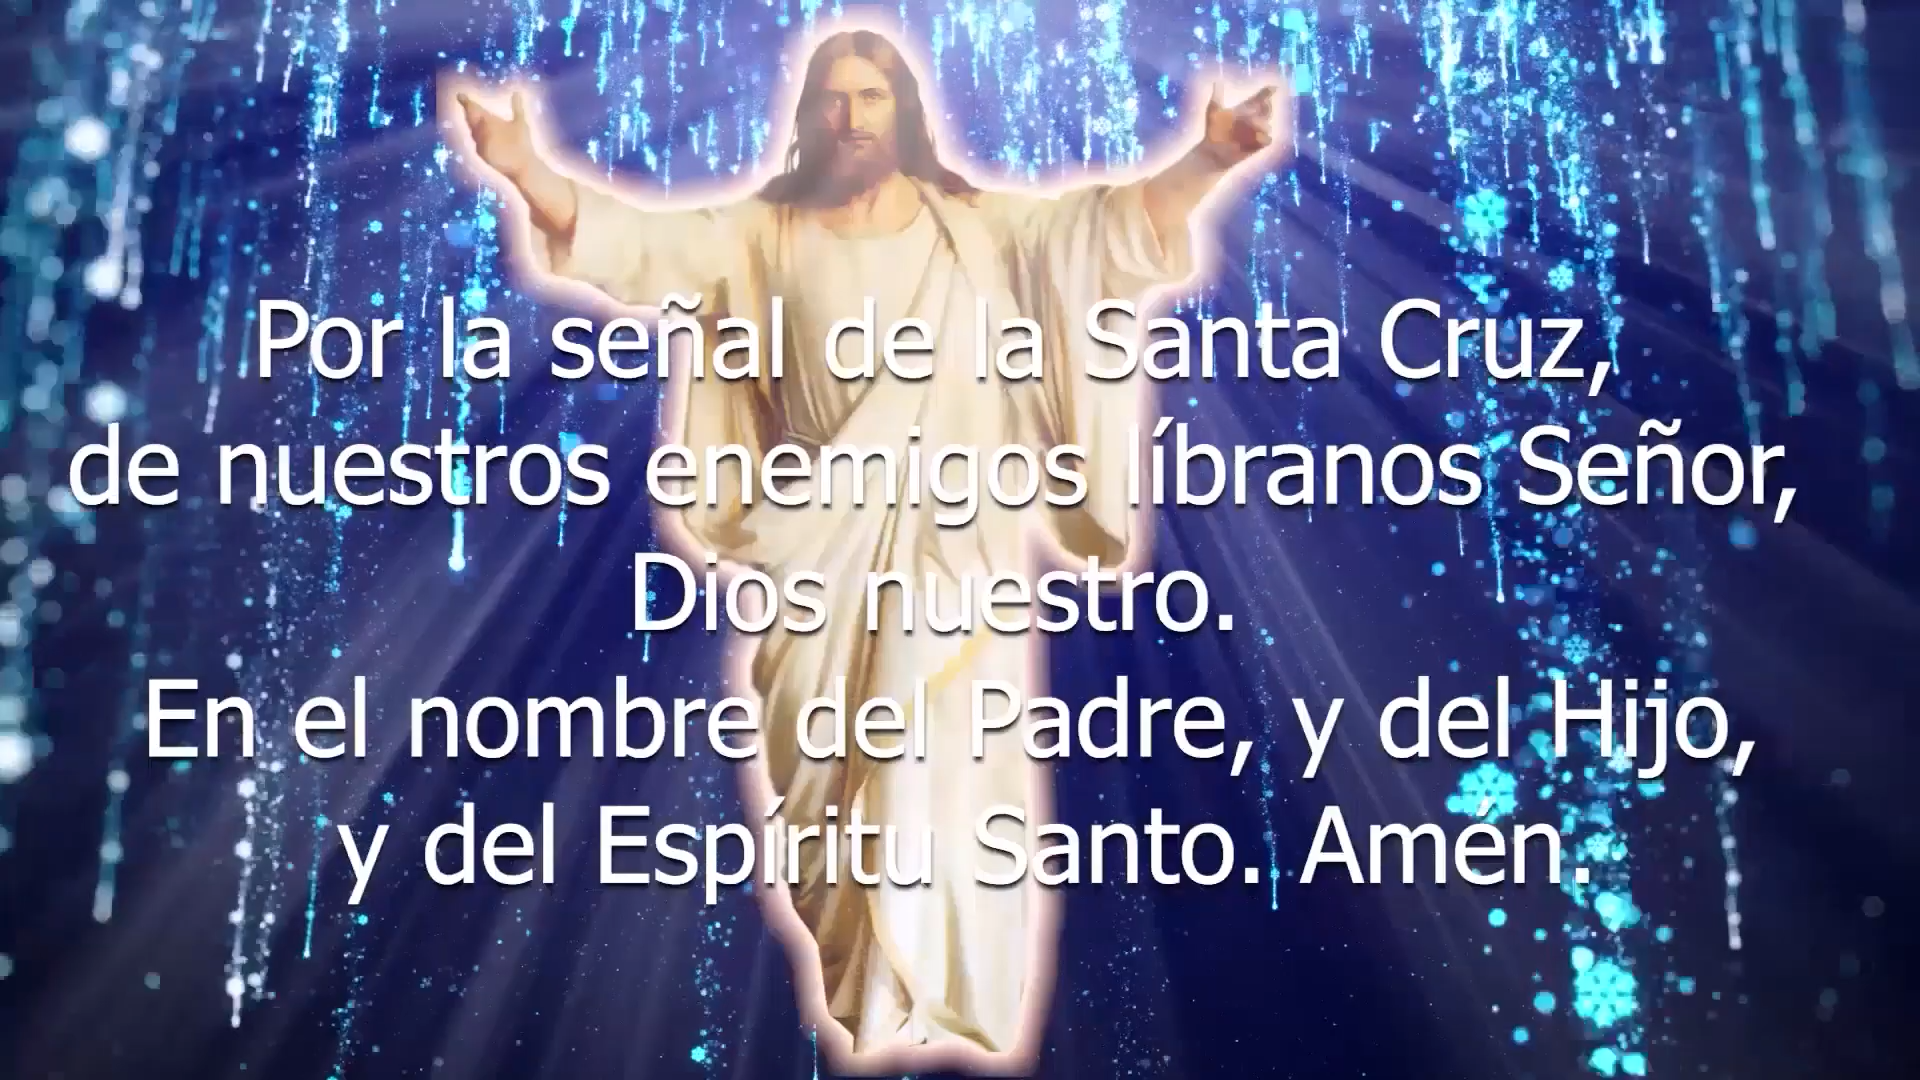 Por la señal de la Santa Cruz,
de nuestros enemigos líbranos Señor,
Dios nuestro.
En el nombre del Padre, y del Hijo,
y del Espíritu Santo. Amén.